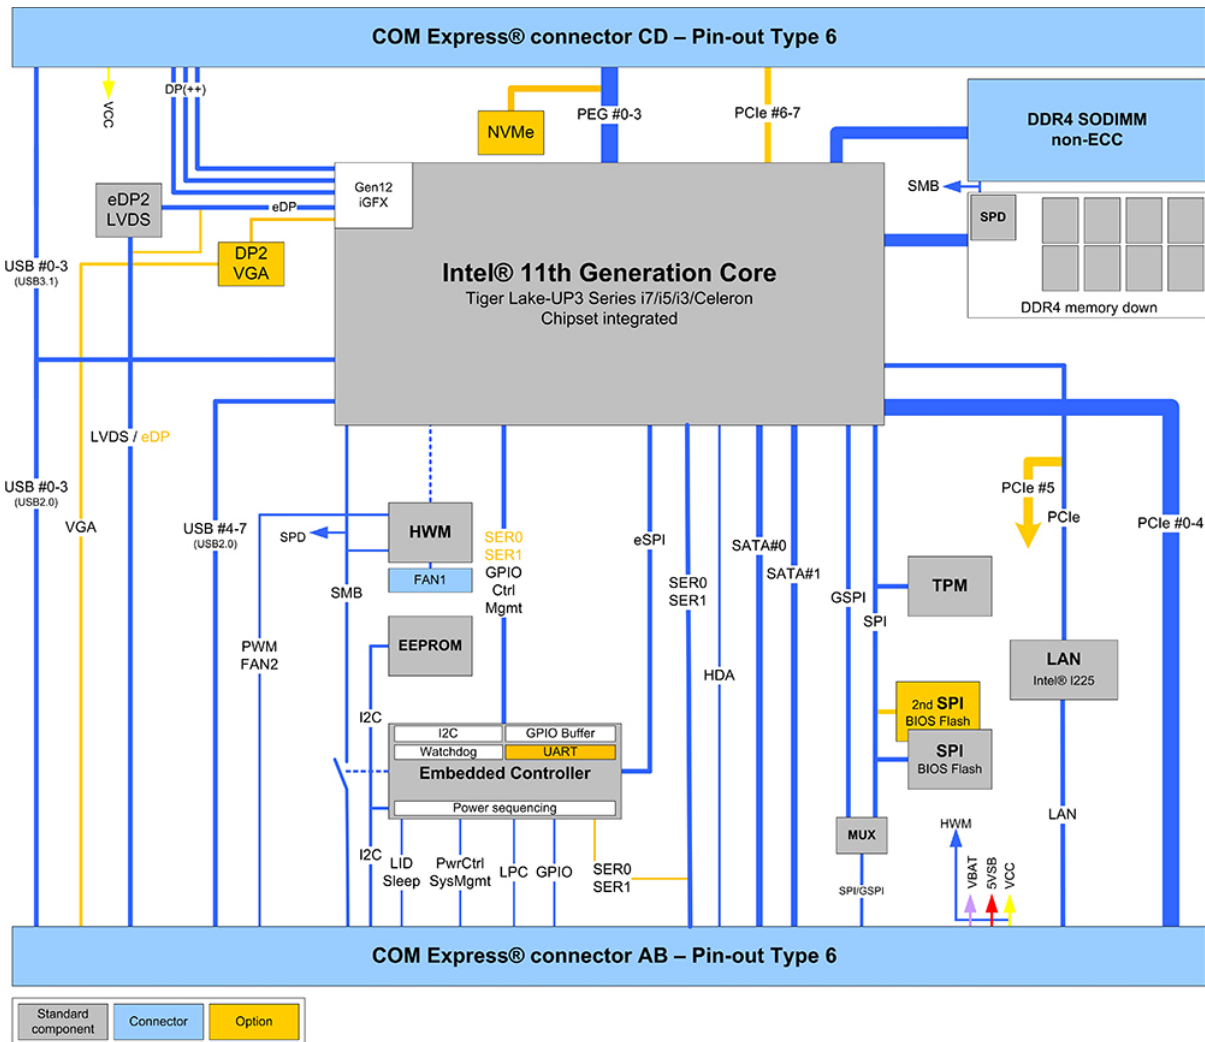 COM Express® connector CD – Pin-out Type 6
VCC
DP(++)
NVMe
PEG #0-3
PCIe #6-7
DDR4 SODIMM
non-ECC
SMB
SPD
DDR4 memory down
Gen12
iGFX
eDP2
LVDS
eDP
DP2
VGA
USB #0-3
(USB3.1)
Intel® 11th Generation Core
Tiger Lake-UP3 Series i7/i5/i3/Celeron
Chipset integrated
LVDS / eDP
USB #0-3
(USB2.0)
VGA
USB #4-7
(USB2.0)
SPD
HWM
FAN1
SMB
SER0
SER1
GPIO
Ctrl
Mgmt
eSPI
SER0
SER1
SATA#0
SATA#1
GSPI
SPI
PCIe #5
PCIe
PCIe #0-4
TPM
EEPROM
PWM
FAN2
HDA
LAN
Intel® I225
I2C
2nd SPI
BIOS Flash
SPI
BIOS Flash
I2C
GPIO Buffer
Watchdog
UART
Embedded Controller
Power sequencing
MUX
LAN
HWM
I2C
LID
Sleep
PwrCtrl
SysMgmt
LPC
GPIO
SER0
SER1
SPI/GSPI
VBAT
5VSB
VCC
COM Express® connector AB – Pin-out Type 6
Standard
component
Connector
Option